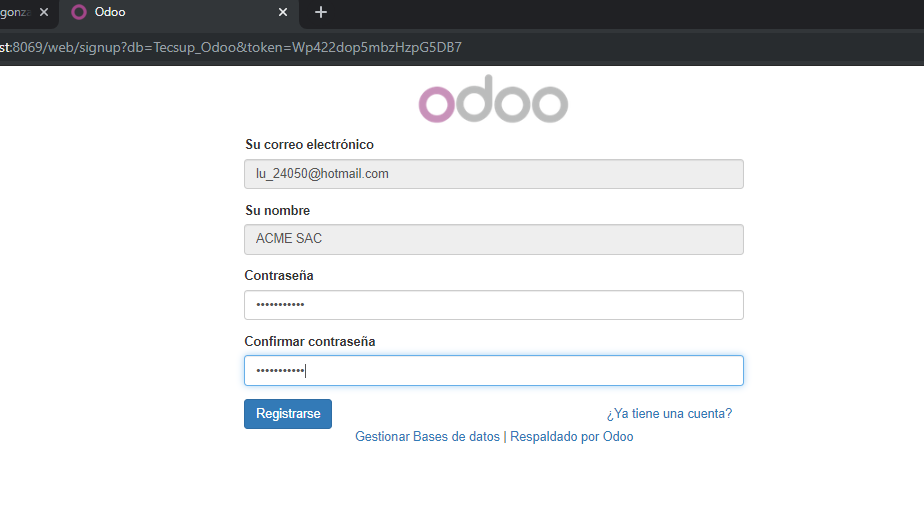 gonza
Odoo
st:8069/web/signup?db=Tecsup_Odoo&token=Wp422dop5mbzHzpG5DB7
odoo
Su correo electrónico
lu_24050@hotmail.com
Su nombre
ACME SAC
Contraseña
•••••••••••
Confirmar contraseña
•••••••••••
Registrarse
¿Ya tiene una cuenta?
Gestionar Bases de datos | Respaldado por Odoo